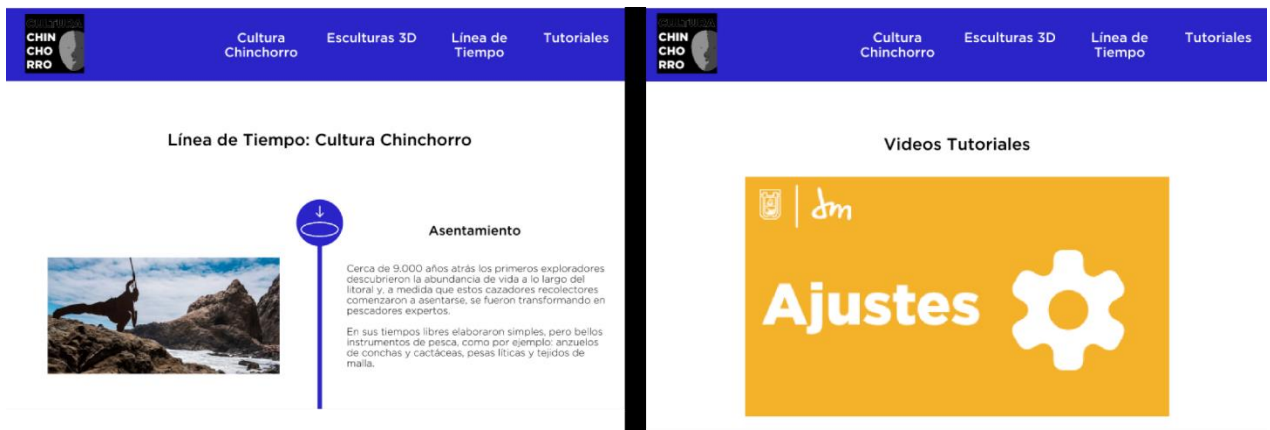 CULTURA
CHIN
CHO
RRO
Cultura
Chinchorro
Esculturas 3D
Línea de
Tiempo
Tutoriales
Línea de Tiempo: Cultura Chinchorro
Asentamiento
Cerca de 9.000 años atrás los primeros exploradores
descubrieron la abundancia de vida a lo largo del
litoral y, a medida que estos cazadores recolectores
comenzaron a asentarse, se fueron transformando en
pescadores expertos.
En sus tiempos libres elaboraron simples, pero bellos
instrumentos de pesca, como por ejemplo: anzuelos
de conchas y cactáceas, pesas líticas y tejidos de
malla.
CULTURA
CHIN
CHO
RRO
Cultura
Chinchorro
Esculturas 3D
Línea de
Tiempo
Tutoriales
Videos Tutoriales
dm
Ajustes